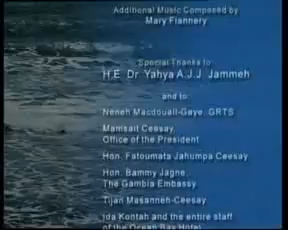 Additional Music Composed by
Mary Flannery
Special Thanks to
H.E. Dr Yahya A.J.J. Jammeh
and to:
Neneh Macdouall-Gaye. GRTS
Mamsait Ceesay
Office of the President
Hon. Fatoumata Jahumpa Ceesay
Hon. Bammy Jagne,
The Gambia Embassy
Tijan Masanneh-Ceesay
Ida Kontah and the entire staff
of the Ocean Bay Hotel